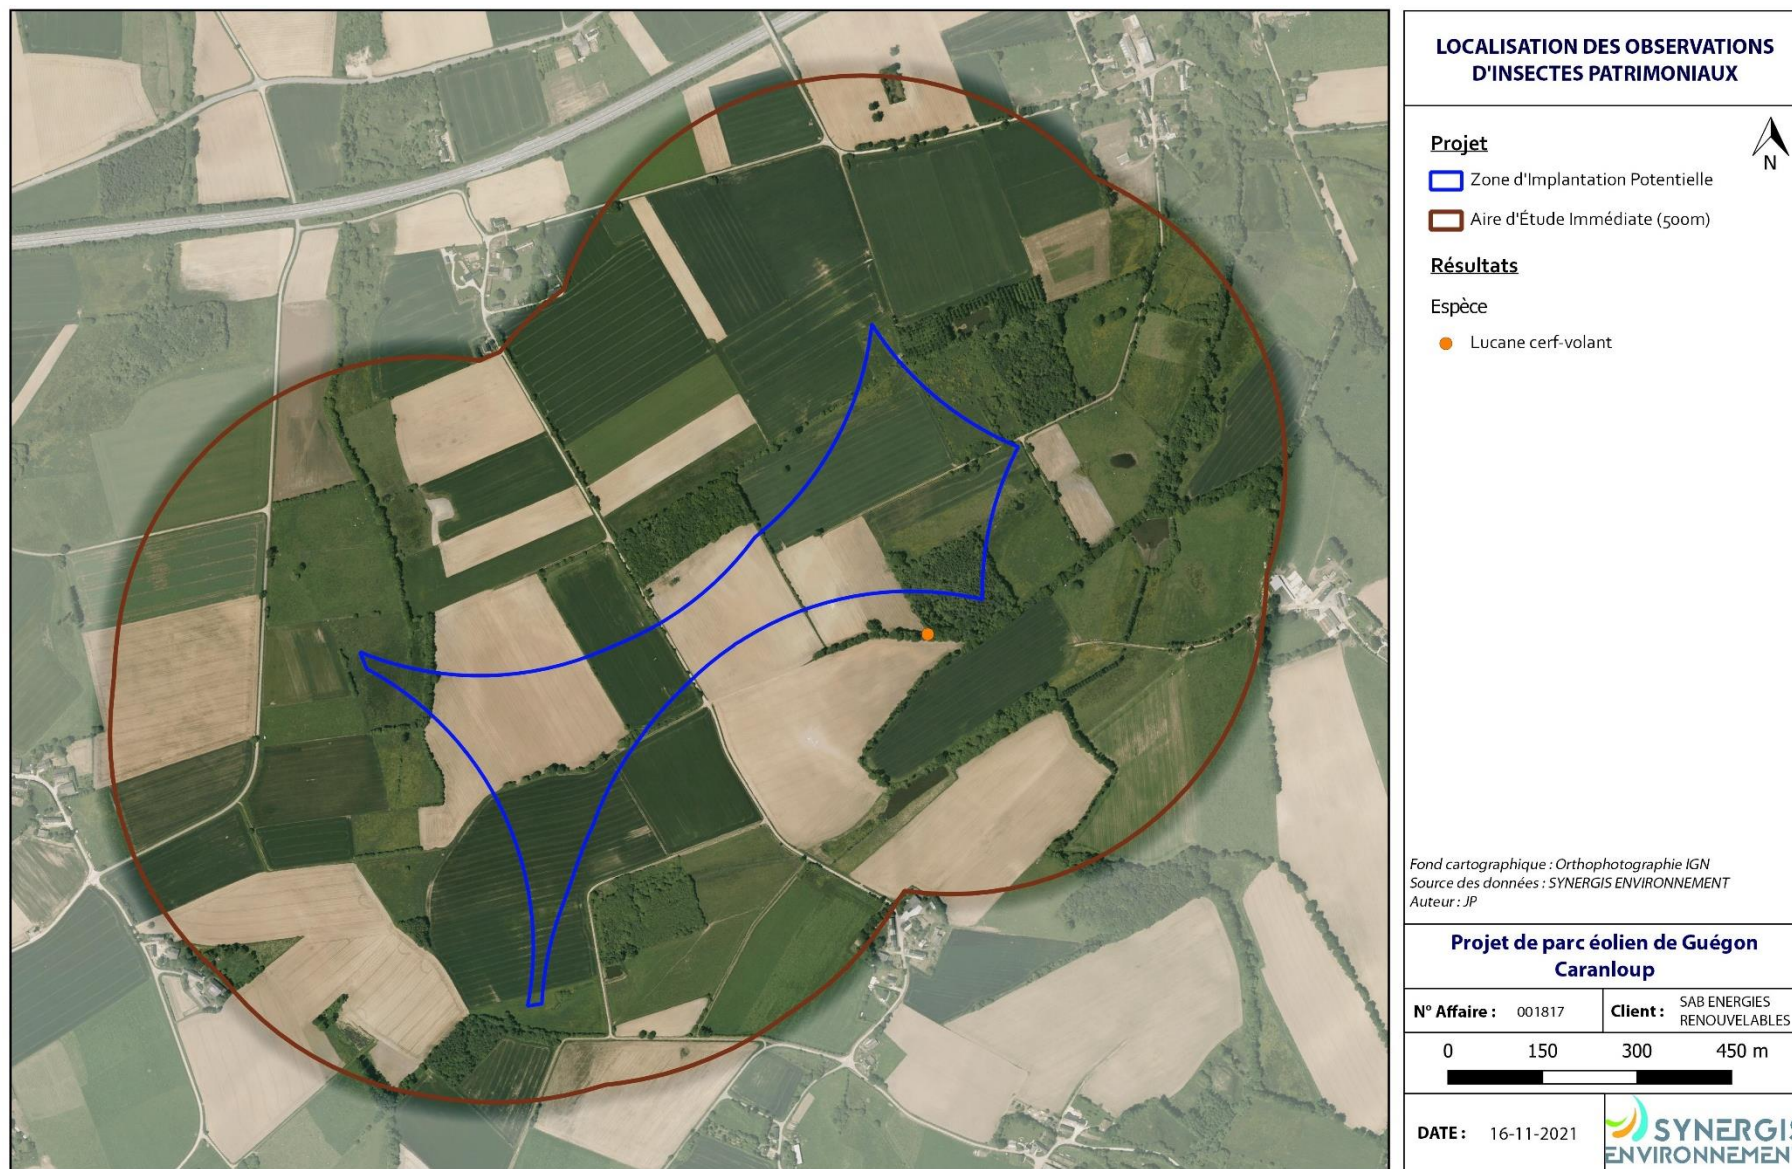 LOCALISATION DES OBSERVATIONS
D'INSECTES PATRIMONIAUX
Projet
N
Zone d'Implantation Potentielle
Aire d'Étude Immédiate (500m)
Résultats
Espèce
Lucane cerf-volant
Fond cartographique : Orthophotographie IGN
Source des données : SYNERGIS ENVIRONNEMENT
Auteur : JP
Projet de parc éolien de Guégon
Caranloup
N° Affaire : 001817
Client : SAB ENERGIES
RENOUVELABLES
0 150 300 450 m
DATE : 16-11-2021
SYNERGIS
ENVIRONNEMENT